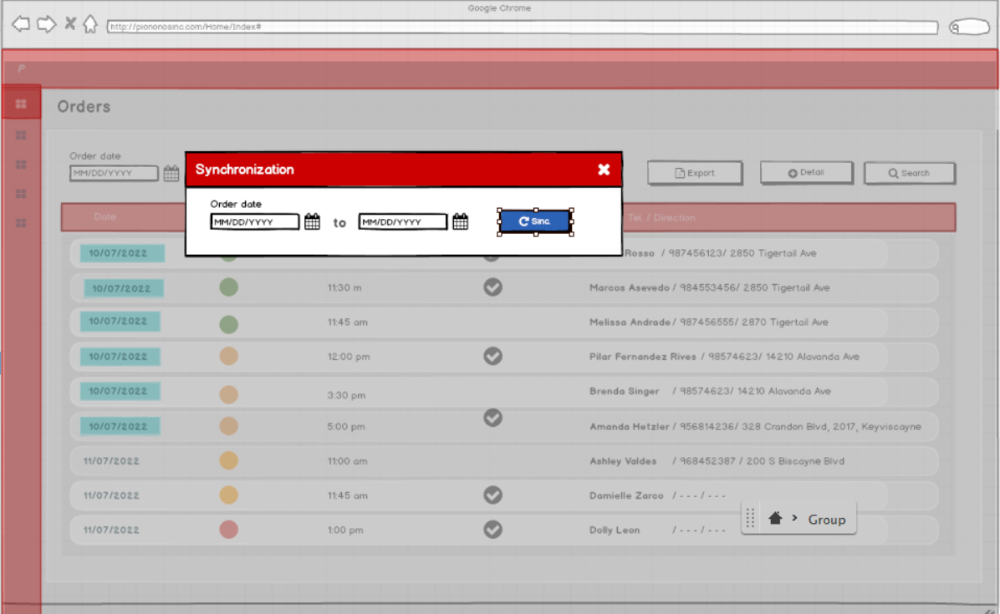 Google Chrome
http://piononosinc.com/Home/Index#
P
Orders
Order date
MM/DD/YYYY
Export
Detail
Search
Synchronization
Order date
MM/DD/YYYY to MM/DD/YYYY Sinc.
Date Tel. / Direction
10/07/2022 Rosso / 987456123/ 2850 Tigertail Ave
10/07/2022 11:30 m Marcos Asevedo / 984553456/ 2850 Tigertail Ave
10/07/2022 11:45 am Melissa Andrade / 987456555/ 2870 Tigertail Ave
10/07/2022 12:00 pm Pilar Fernandez Rives / 98574623/ 14210 Alavanda Ave
10/07/2022 3:30 pm Brenda Singer / 98574623/ 14210 Alavanda Ave
10/07/2022 5:00 pm Amanda Hetzler / 956814236/ 328 Crandon Blvd, 2017, Keyviscayne
11/07/2022 11:00 am Ashley Valdes / 968452387 / 200 S Biscayne Blvd
11/07/2022 11:45 am Damielle Zarco / - - - / - - -
11/07/2022 1:00 pm Dolly Leon / - - - / - - -
Group